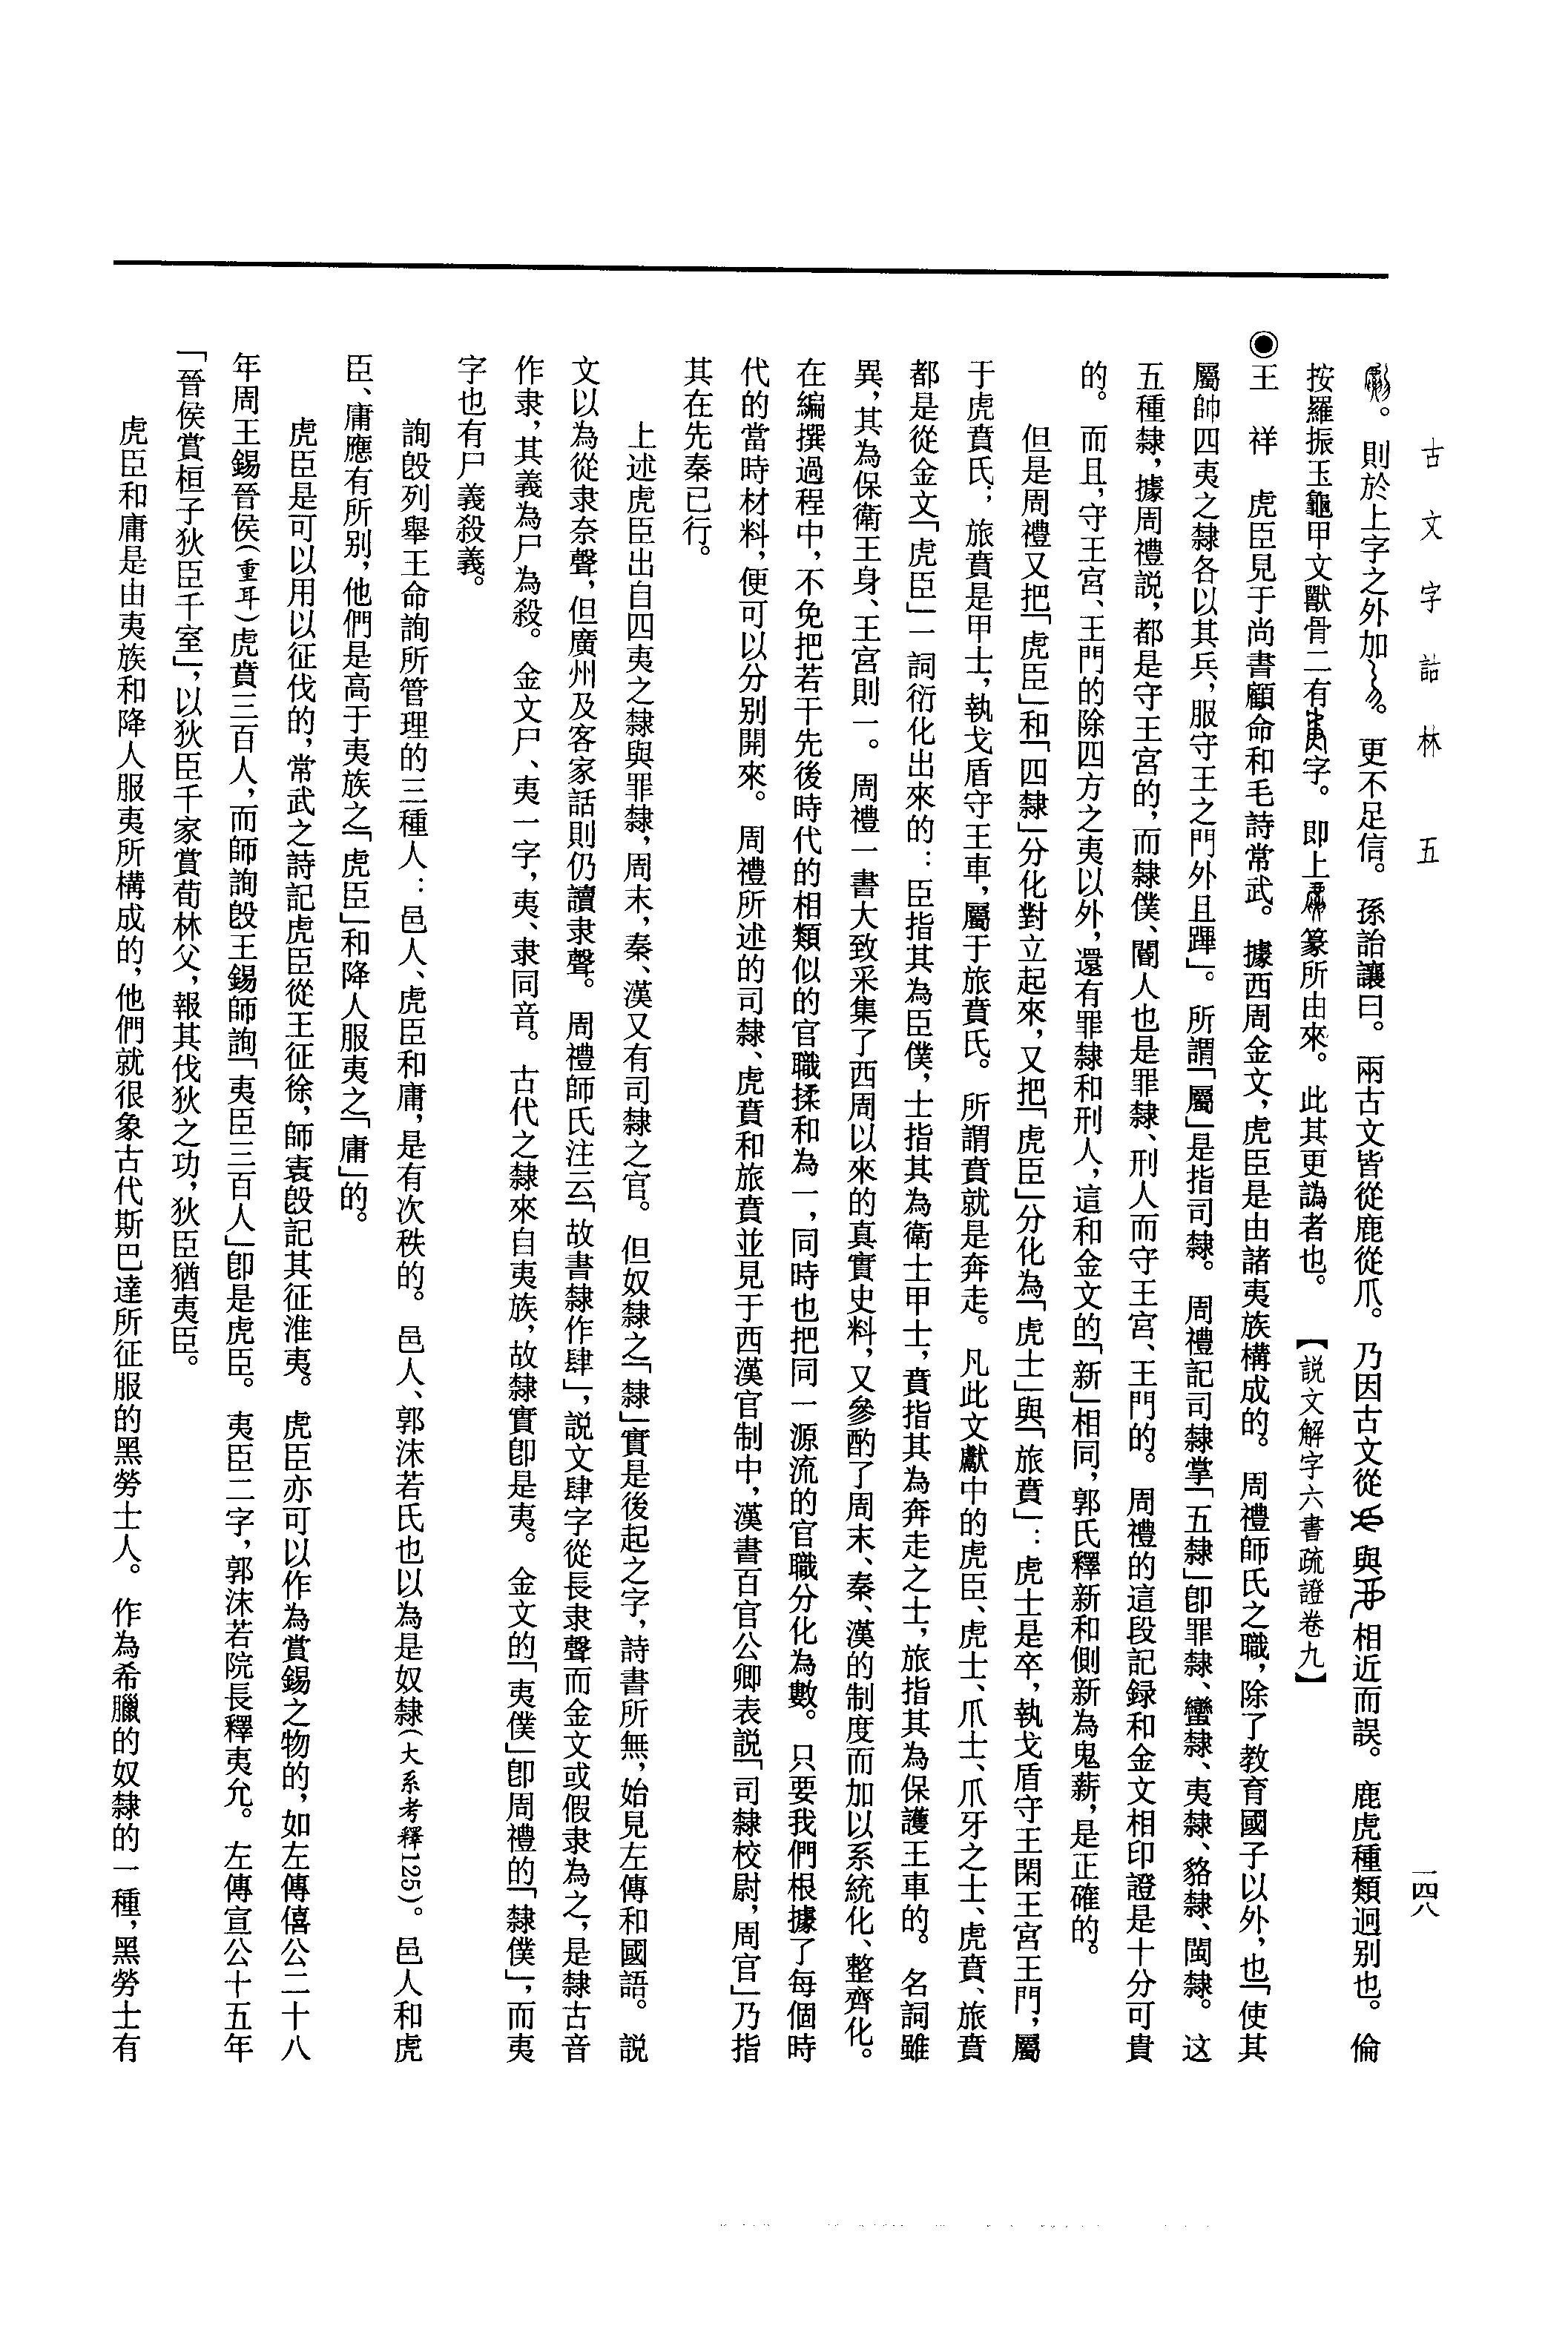 古文字詁林 五
一四八
。則於上字之外加。更不足信。孫詒讓曰。兩古文皆從鹿從爪。乃因古文從與相近而誤。鹿虎種類迥别也。倫
按羅振玉龜甲文獸骨二有字。即上篆所由來。此其更譌者也。【説文解字六書疏證卷九】
◉王 祥 虎臣見于尚書顧命和毛詩常武。據西周金文，虎臣是由諸夷族構成的。周禮師氏之職，除了教育國子以外，也「使其
屬帥四夷之隸各以其兵，服守王之門外且蹕」。所謂「屬」是指司隸。周禮記司隸掌「五隸」卽罪隸、蠻隸、夷隸、貉隸、閩隸。这
五種隸，據周禮説，都是守王宮的，而隸僕、閽人也是罪隸、刑人而守王宮、王門的。周禮的這段記録和金文相印證是十分可貴
的。而且，守王宮、王門的除四方之夷以外，還有罪隸和刑人，這和金文的「新」相同，郭氏釋新和側新為鬼薪，是正確的。
但是周禮又把「虎臣」和「四隸」分化對立起來，又把「虎臣」分化為「虎士」與「旅賁」：虎士是卒，執戈盾守王閑王宮王門，屬
于虎賁氏；旅賁是甲士，執戈盾守王車，屬于旅賁氏。所謂賁就是奔走。凡此文獻中的虎臣、虎士、爪士、爪牙之士、虎賁、旅賁
都是從金文「虎臣」一詞衍化出來的：臣指其為臣僕，士指其為衛士甲士，賁指其為奔走之士，旅指其為保護王車的。名詞雖
異，其為保衛王身、王宮則一。周禮一書大致采集了西周以來的真實史料，又參酌了周末、秦、漢的制度而加以系統化、整齊化。
在編撰過程中，不免把若干先後時代的相類似的官職揉和為一，同時也把同一源流的官職分化為數。只要我們根據了每個時
代的當時材料，便可以分别開來。周禮所述的司隸、虎賁和旅賁並見于西漢官制中，漢書百官公卿表説「司隸校尉，周官」乃指
其在先秦已行。
上述虎臣出自四夷之隸與罪隸，周末，秦、漢又有司隸之官。但奴隸之「隸」實是後起之字，詩書所無，始見左傳和國語。説
文以為從隶奈聲，但廣州及客家話則仍讀隶聲。周禮師氏注云「故書隸作肆」，説文肆字從長隶聲而金文或假隶為之，是隸古音
作隶，其義為尸為殺。金文尸、夷一字，夷、隶同音。古代之隸來自夷族，故隸實卽是夷。金文的「夷僕」卽周禮的「隸僕」，而夷
字也有尸義殺義。
詢𣪘列舉王命詢所管理的三種人：邑人、虎臣和庸，是有次秩的。邑人、郭沫若氏也以為是奴隸（大系考釋125）。邑人和虎
臣、庸應有所别，他們是高于夷族之「虎臣」和降人服夷之「庸」的。
虎臣是可以用以征伐的，常武之詩記虎臣從王征徐，師㝨𣪘記其征淮夷。虎臣亦可以作為賞錫之物的，如左傳僖公二十八
年周王錫晉侯（重耳）虎賁三百人，而師詢𣪘王錫師詢「夷臣三百人」卽是虎臣。夷臣二字，郭沫若院長釋夷允。左傳宣公十五年
「晉侯賞桓子狄臣千室」，以狄臣千家賞荀林父，報其伐狄之功，狄臣猶夷臣。
虎臣和庸是由夷族和降人服夷所構成的，他們就很象古代斯巴達所征服的黑勞士人。作為希臘的奴隸的一種，黑勞士有